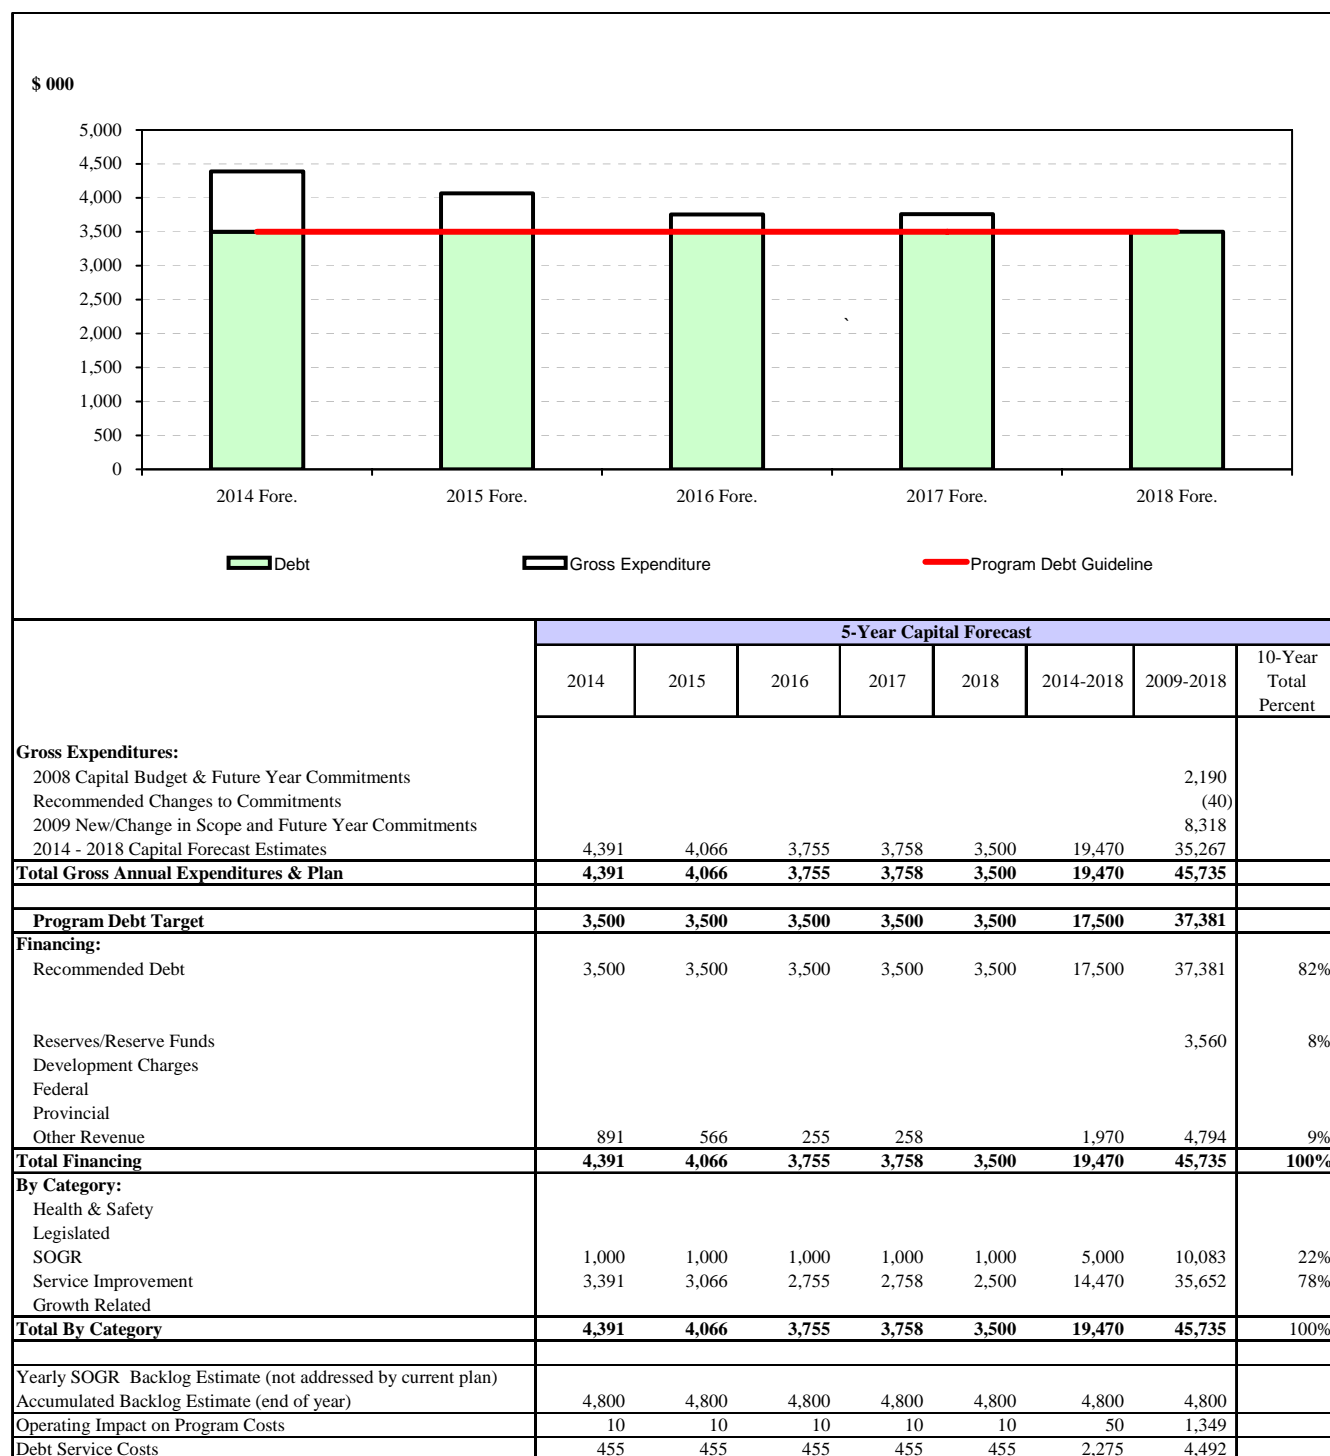 $ 000
5,000
4,500
4,000
3,500
3,000
2,500
2,000
1,500
1,000
500
0
`
2014 Fore. 2015 Fore. 2016 Fore. 2017 Fore. 2018 Fore.
Debt Gross Expenditure Program Debt Guideline
5-Year Capital Forecast
2014 2015 2016 2017 2018 2014-2018 2009-2018 10-Year Total Percent
Gross Expenditures:
2008 Capital Budget & Future Year Commitments 2,190
Recommended Changes to Commitments (40)
2009 New/Change in Scope and Future Year Commitments 8,318
2014 - 2018 Capital Forecast Estimates 4,391 4,066 3,755 3,758 3,500 19,470 35,267
Total Gross Annual Expenditures & Plan 4,391 4,066 3,755 3,758 3,500 19,470 45,735
Program Debt Target 3,500 3,500 3,500 3,500 3,500 17,500 37,381
Financing:
Recommended Debt 3,500 3,500 3,500 3,500 3,500 17,500 37,381 82%
Reserves/Reserve Funds 3,560 8%
Development Charges
Federal
Provincial
Other Revenue 891 566 255 258 1,970 4,794 9%
Total Financing 4,391 4,066 3,755 3,758 3,500 19,470 45,735 100%
By Category:
Health & Safety
Legislated
SOGR 1,000 1,000 1,000 1,000 1,000 5,000 10,083 22%
Service Improvement 3,391 3,066 2,755 2,758 2,500 14,470 35,652 78%
Growth Related
Total By Category 4,391 4,066 3,755 3,758 3,500 19,470 45,735 100%
Yearly SOGR Backlog Estimate (not addressed by current plan)
Accumulated Backlog Estimate (end of year) 4,800 4,800 4,800 4,800 4,800 4,800 4,800
Operating Impact on Program Costs 10 10 10 10 10 50 1,349
Debt Service Costs 455 455 455 455 455 2,275 4,492